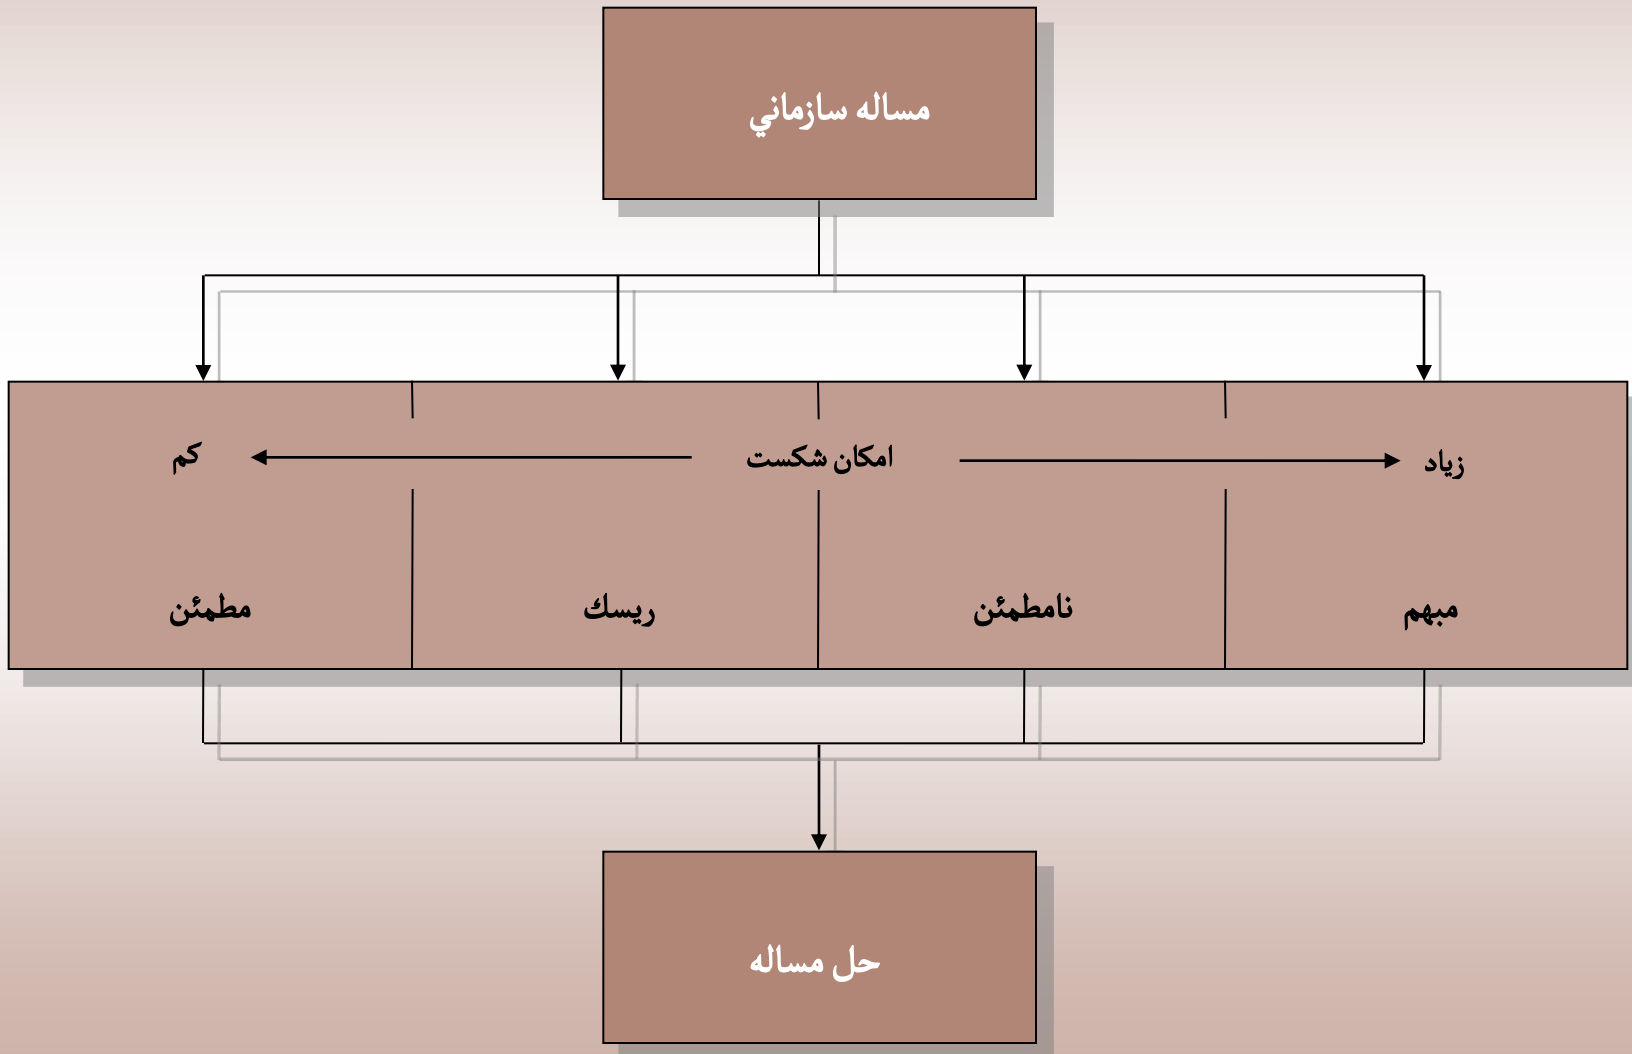 مساله سازماني
زياد
امكان شكست
كم
مبهم
نامطمئن
ريسك
مطمئن
حل مساله